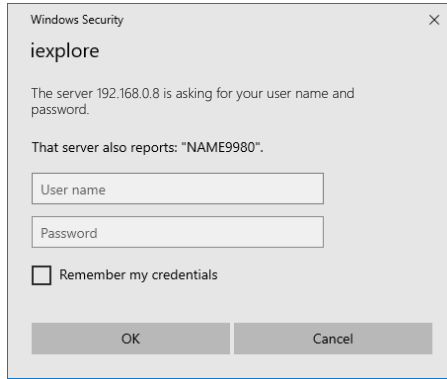 Windows Security
iexplore
The server 192.168.0.8 is asking for your user name and
password.
That server also reports: "NAME9980".
User name
Password
Remember my credentials
OK
Cancel